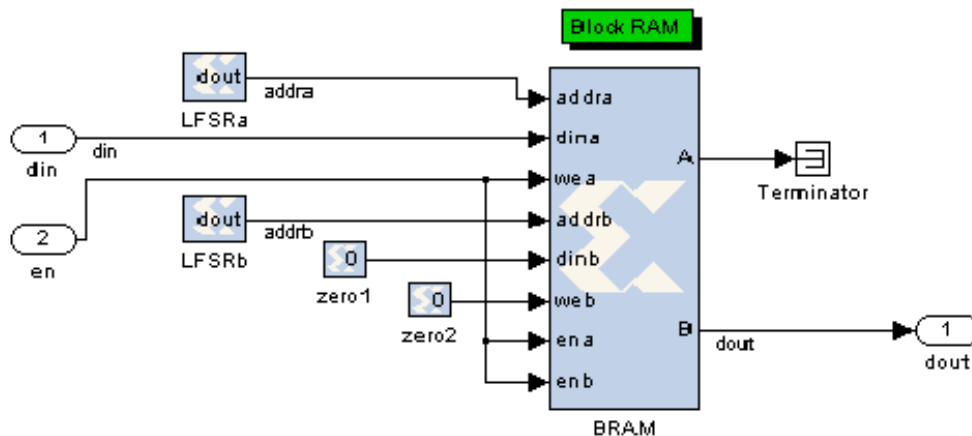 Block RAM
dout
addra
LFSRa
1
din
din
2
en
dout
addrb
LFSRb
0
zero1
0
zero2
addra
dina
wea
addrb
dinb
web
ena
enb
A
B
BRAM
Terminator
dout
1
dout